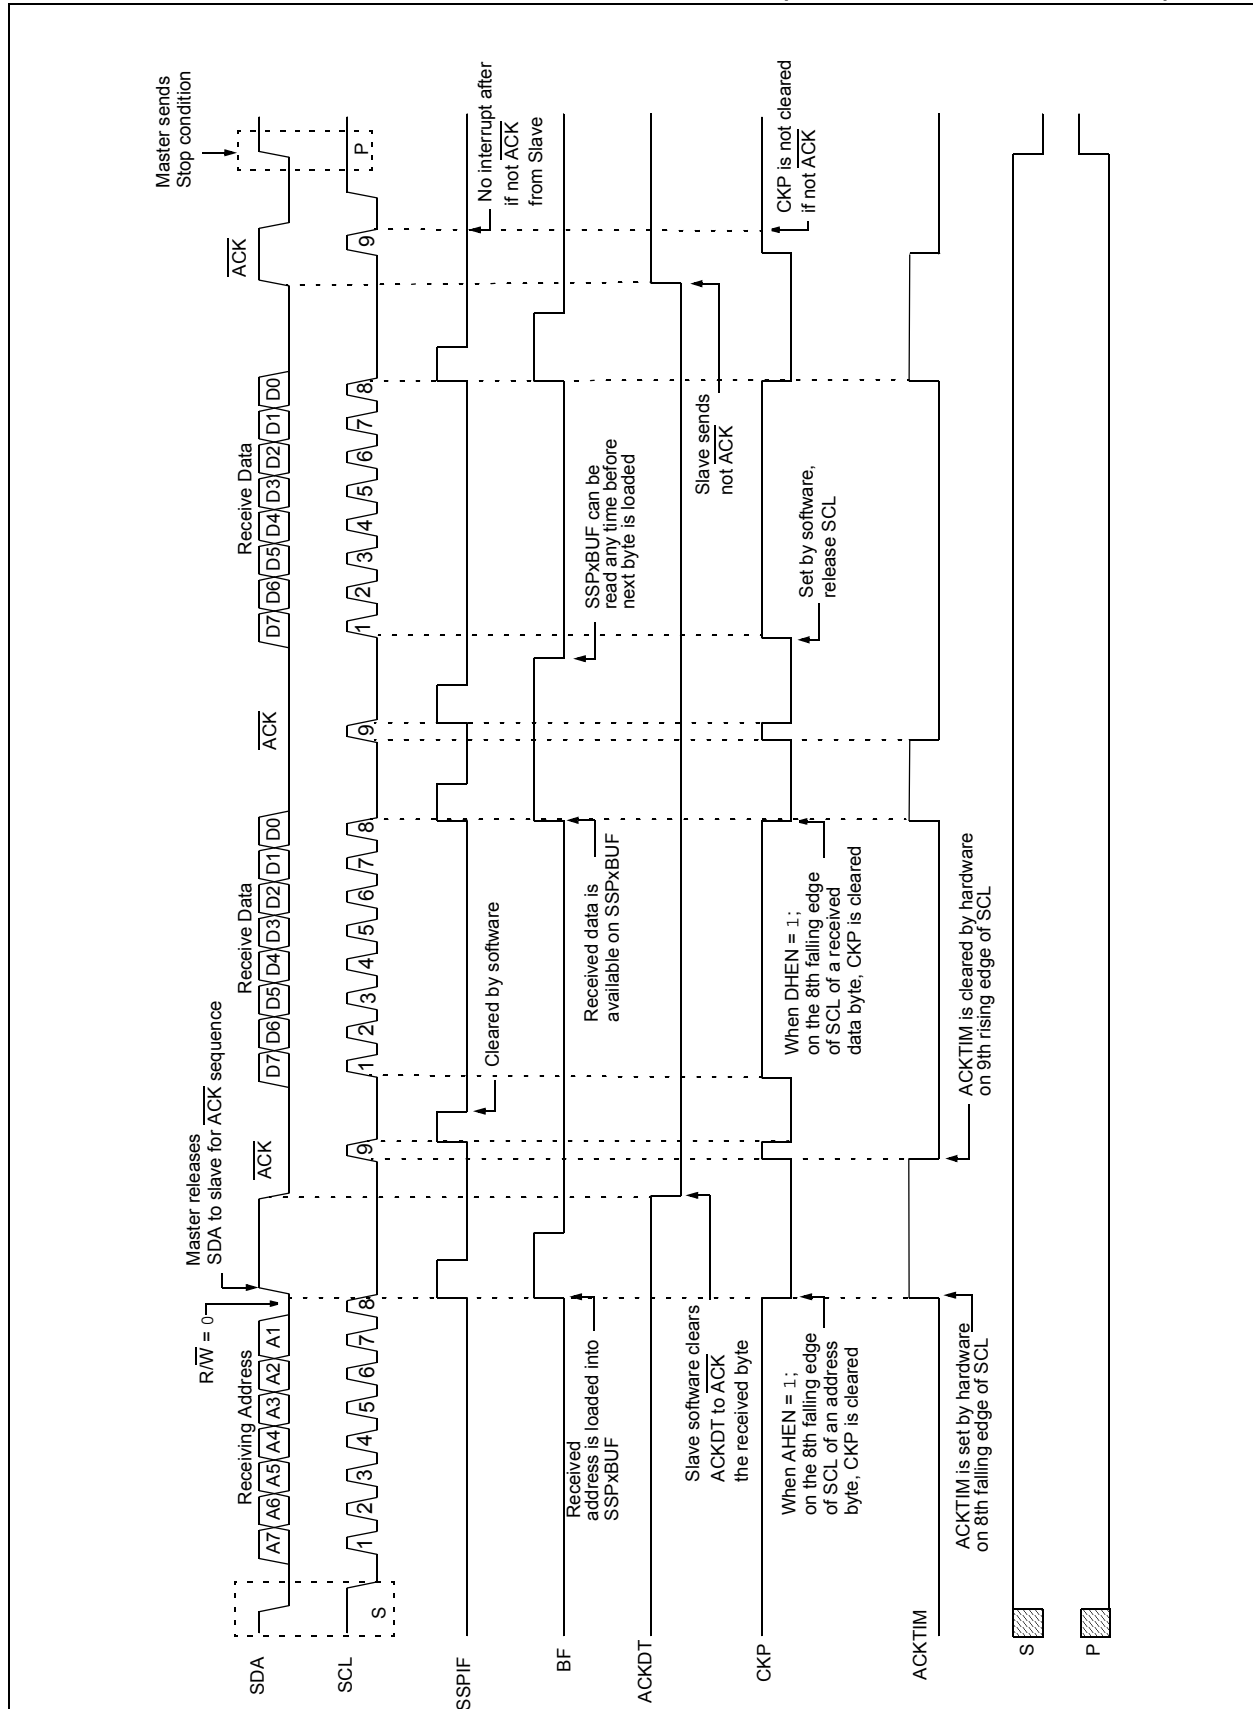 Master sends
Stop condition
Master releases
SDA to slave for ACK sequence
R/W = 0
Receiving Address
ACK
Receive Data
ACK
Receive Data
ACK
SDA
A7 A6 A5 A4 A3 A2 A1
D7 D6 D5 D4 D3 D2 D1 D0
D7 D6 D5 D4 D3 D2 D1 D0
SCL
S
1 2 3 4 5 6 7 8 9
1 2 3 4 5 6 7 8 9
1 2 3 4 5 6 7 8 9
P
SSPIF
Cleared by software
No interrupt after
if not ACK
from Slave
BF
Received
address is loaded into
SSPxBUF
Received data is
available on SSPxBUF
SSPxBUF can be
read any time before
next byte is loaded
ACKDT
Slave software clears
ACKDT to ACK
the received byte
Slave sends
not ACK
CKP
When AHEN = 1;
on the 8th falling edge
of SCL of an address
byte, CKP is cleared
When DHEN = 1;
on the 8th falling edge
of SCL of a received
data byte, CKP is cleared
Set by software,
release SCL
CKP is not cleared
if not ACK
ACKTIM
ACKTIM is set by hardware
on 8th falling edge of SCL
ACKTIM is cleared by hardware
on 9th rising edge of SCL
S
P